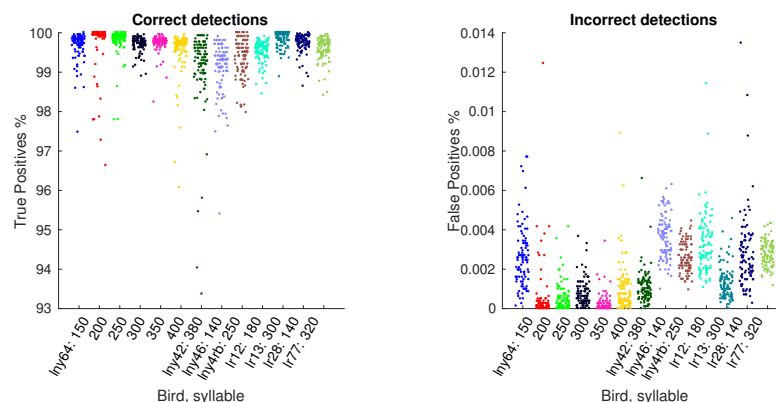 Correct detections
100
99
98
97
96
95
94
93
True Positives %
lny64: 150
200
250
300
350
400
lny42: 380
lny46: 140
lny4rb: 250
lr12: 180
lr13: 300
lr28: 140
lr77: 320
Bird, syllable
Incorrect detections
0.014
0.012
0.01
0.008
0.006
0.004
0.002
0
False Positives %
lny64: 150
200
250
300
350
400
lny42: 380
lny46: 140
lny4rb: 250
lr12: 180
lr13: 300
lr28: 140
lr77: 320
Bird, syllable